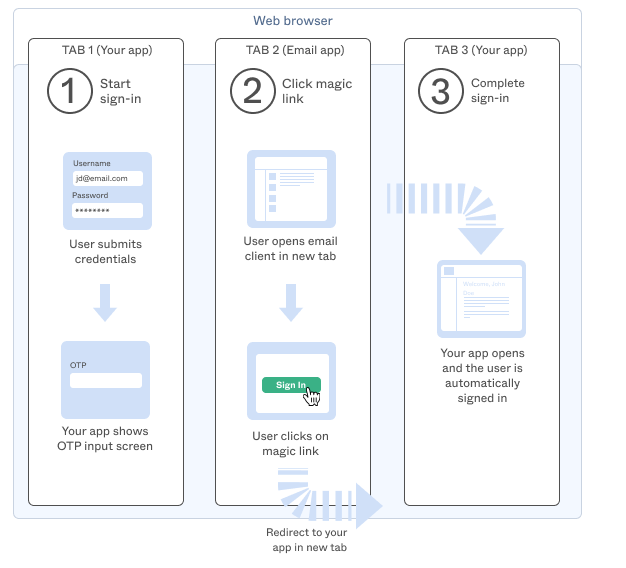 Web browser
TAB 1 (Your app)
1
Start
sign-in
Username
jd@email.com
Password
********
User submits
credentials
OTP
Your app shows
OTP input screen
TAB 2 (Email app)
2
Click magic
link
User opens email
client in new tab
Sign In
User clicks on
magic link
Redirect to your
app in new tab
TAB 3 (Your app)
3
Complete
sign-in
Welcome, John
Doe
Your app opens
and the user is
automatically
signed in